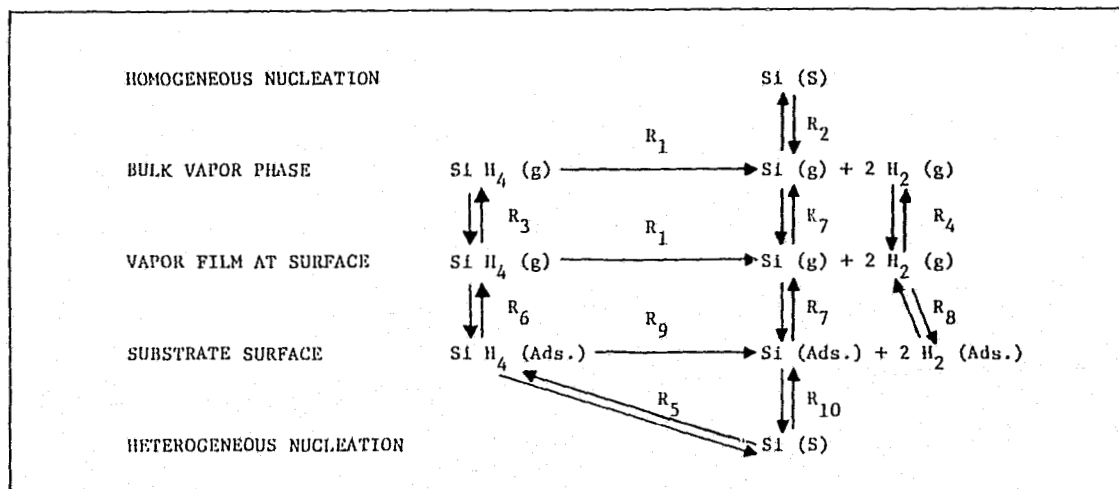 HOMOGENEOUS NUCLEATION Si (S)
R2
R1
BULK VAPOR PHASE Si H4 (g) Si (g) + 2 H2 (g)
R3 R1 K7 R4
VAPOR FILM AT SURFACE Si H4 (g) Si (g) + 2 H2 (g)
R6 R9 R7 R8
SUBSTRATE SURFACE Si H4 (Ads.) Si (Ads.) + 2 H2 (Ads.)
R5 R10
HETEROGENEOUS NUCLEATION Si (S)